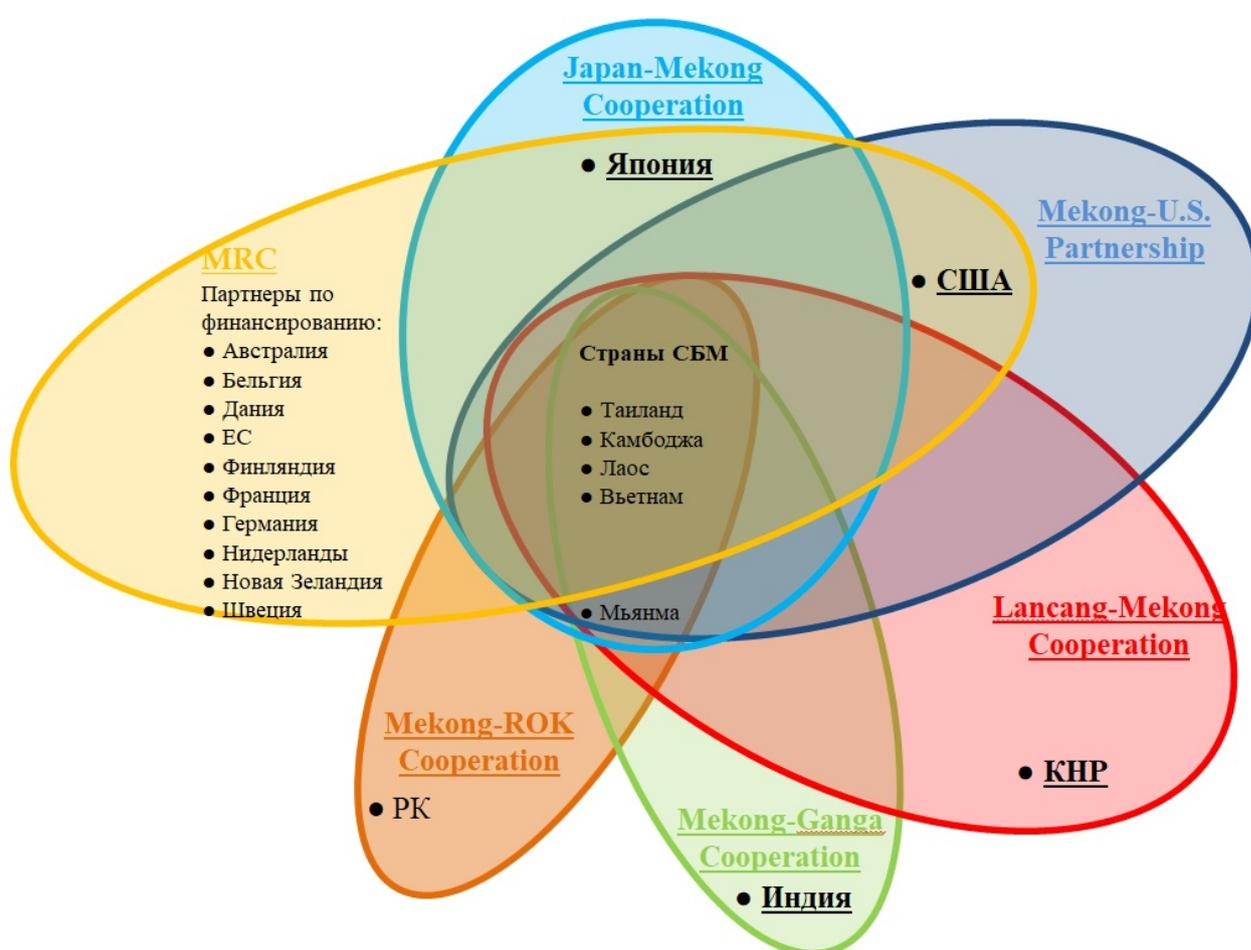 Japan-Mekong
Cooperation
● Япония
Mekong-U.S.
Partnership
● США
MRC
Партнеры по
финансированию:
● Австралия
● Бельгия
● Дания
● ЕС
● Финляндия
● Франция
● Германия
● Нидерланды
● Новая Зеландия
● Швеция
Страны СБМ
● Таиланд
● Камбоджа
● Лаос
● Вьетнам
● Мьянма
Lancang-Mekong
Cooperation
● КНР
Mekong-ROK
Cooperation
● РК
Mekong-Ganga
Cooperation
● Индия